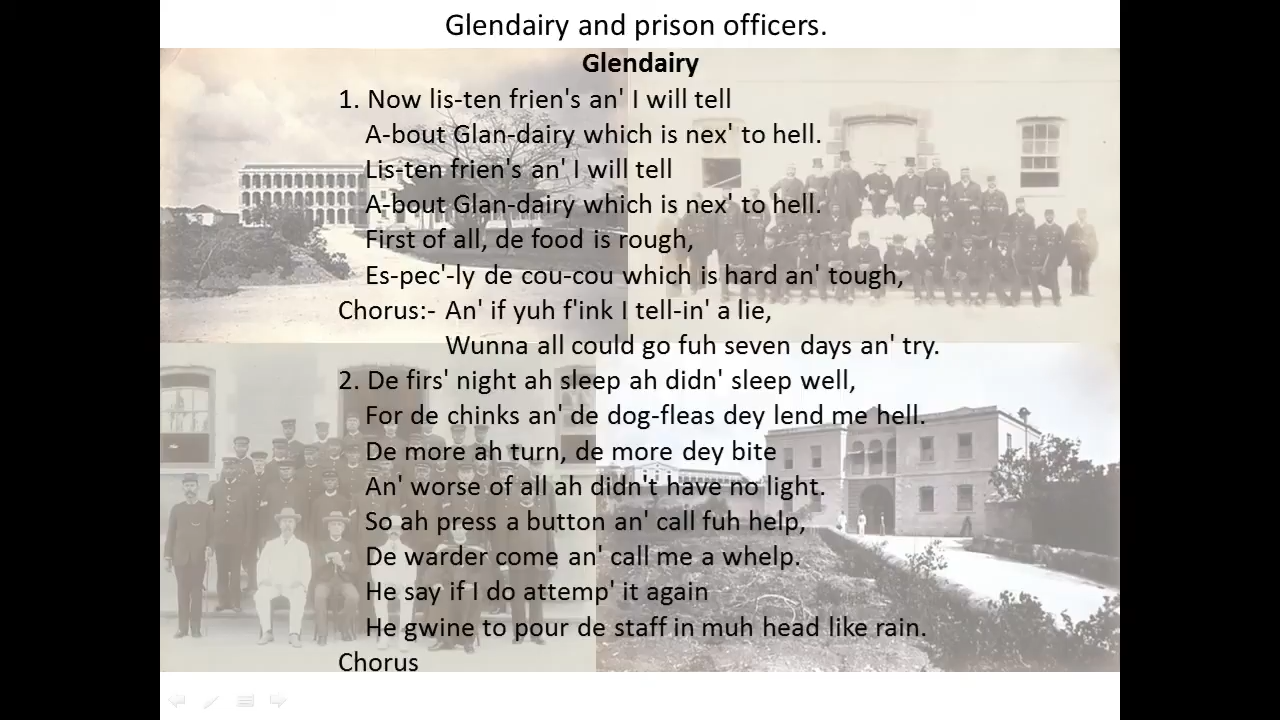 Glendairy and prison officers.
Glendairy
1. Now lis-ten frien's an' I will tell
A-bout Glan-dairy which is nex' to hell.
Lis-ten frien's an' I will tell
A-bout Glan-dairy which is nex' to hell.
First of all, de food is rough,
Es-pec'-ly de cou-cou which is hard an' tough,
Chorus:- An' if yuh f'ink I tell-in' a lie,
Wunna all could go fuh seven days an' try.
2. De firs' night ah sleep ah didn' sleep well,
For de chinks an' de dog-fleas dey lend me hell.
De more ah turn, de more dey bite
An' worse of all ah didn't have no light.
So ah press a button an' call fuh help,
De warder come an' call me a whelp.
He say if I do attemp' it again
He gwine to pour de staff in muh head like rain.
Chorus